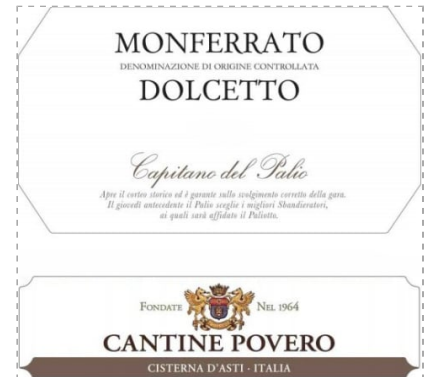 MONFERRATO
DENOMINAZIONE DI ORIGINE CONTROLLATA
DOLCETTO
Capitano del Palio
Apre il corteo storico ed è garante sullo svolgimento corretto della gara.
Il giovedì antecedente il Palio sceglie i migliori Sbandieratori,
ai quali sarà affidato il Paliotto.
FONDATE NEL 1964
CANTINE POVERO
CISTERNA D'ASTI - ITALIA